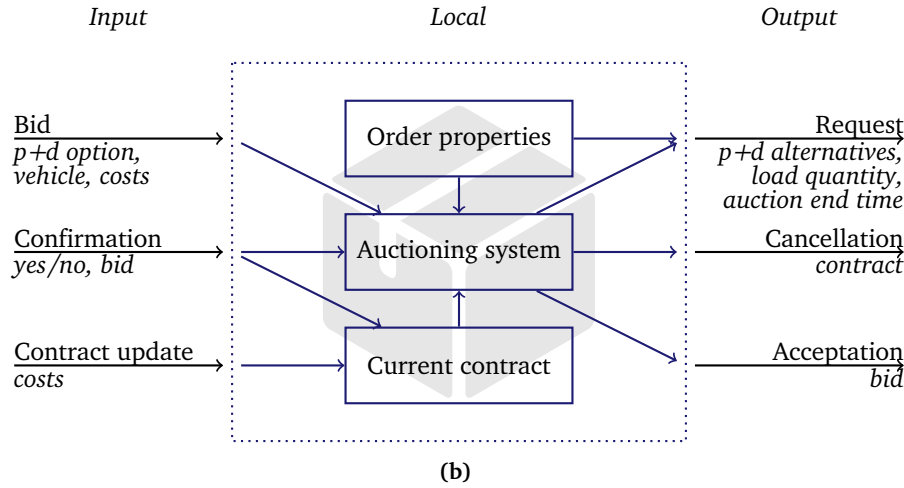 Input
Local
Output
Bid
p+d option,
vehicle, costs
Order properties
Request
p+d alternatives,
load quantity,
auction end time
Confirmation
yes/no, bid
Auctioning system
Cancellation
contract
Contract update
costs
Current contract
Acceptation
bid
(b)